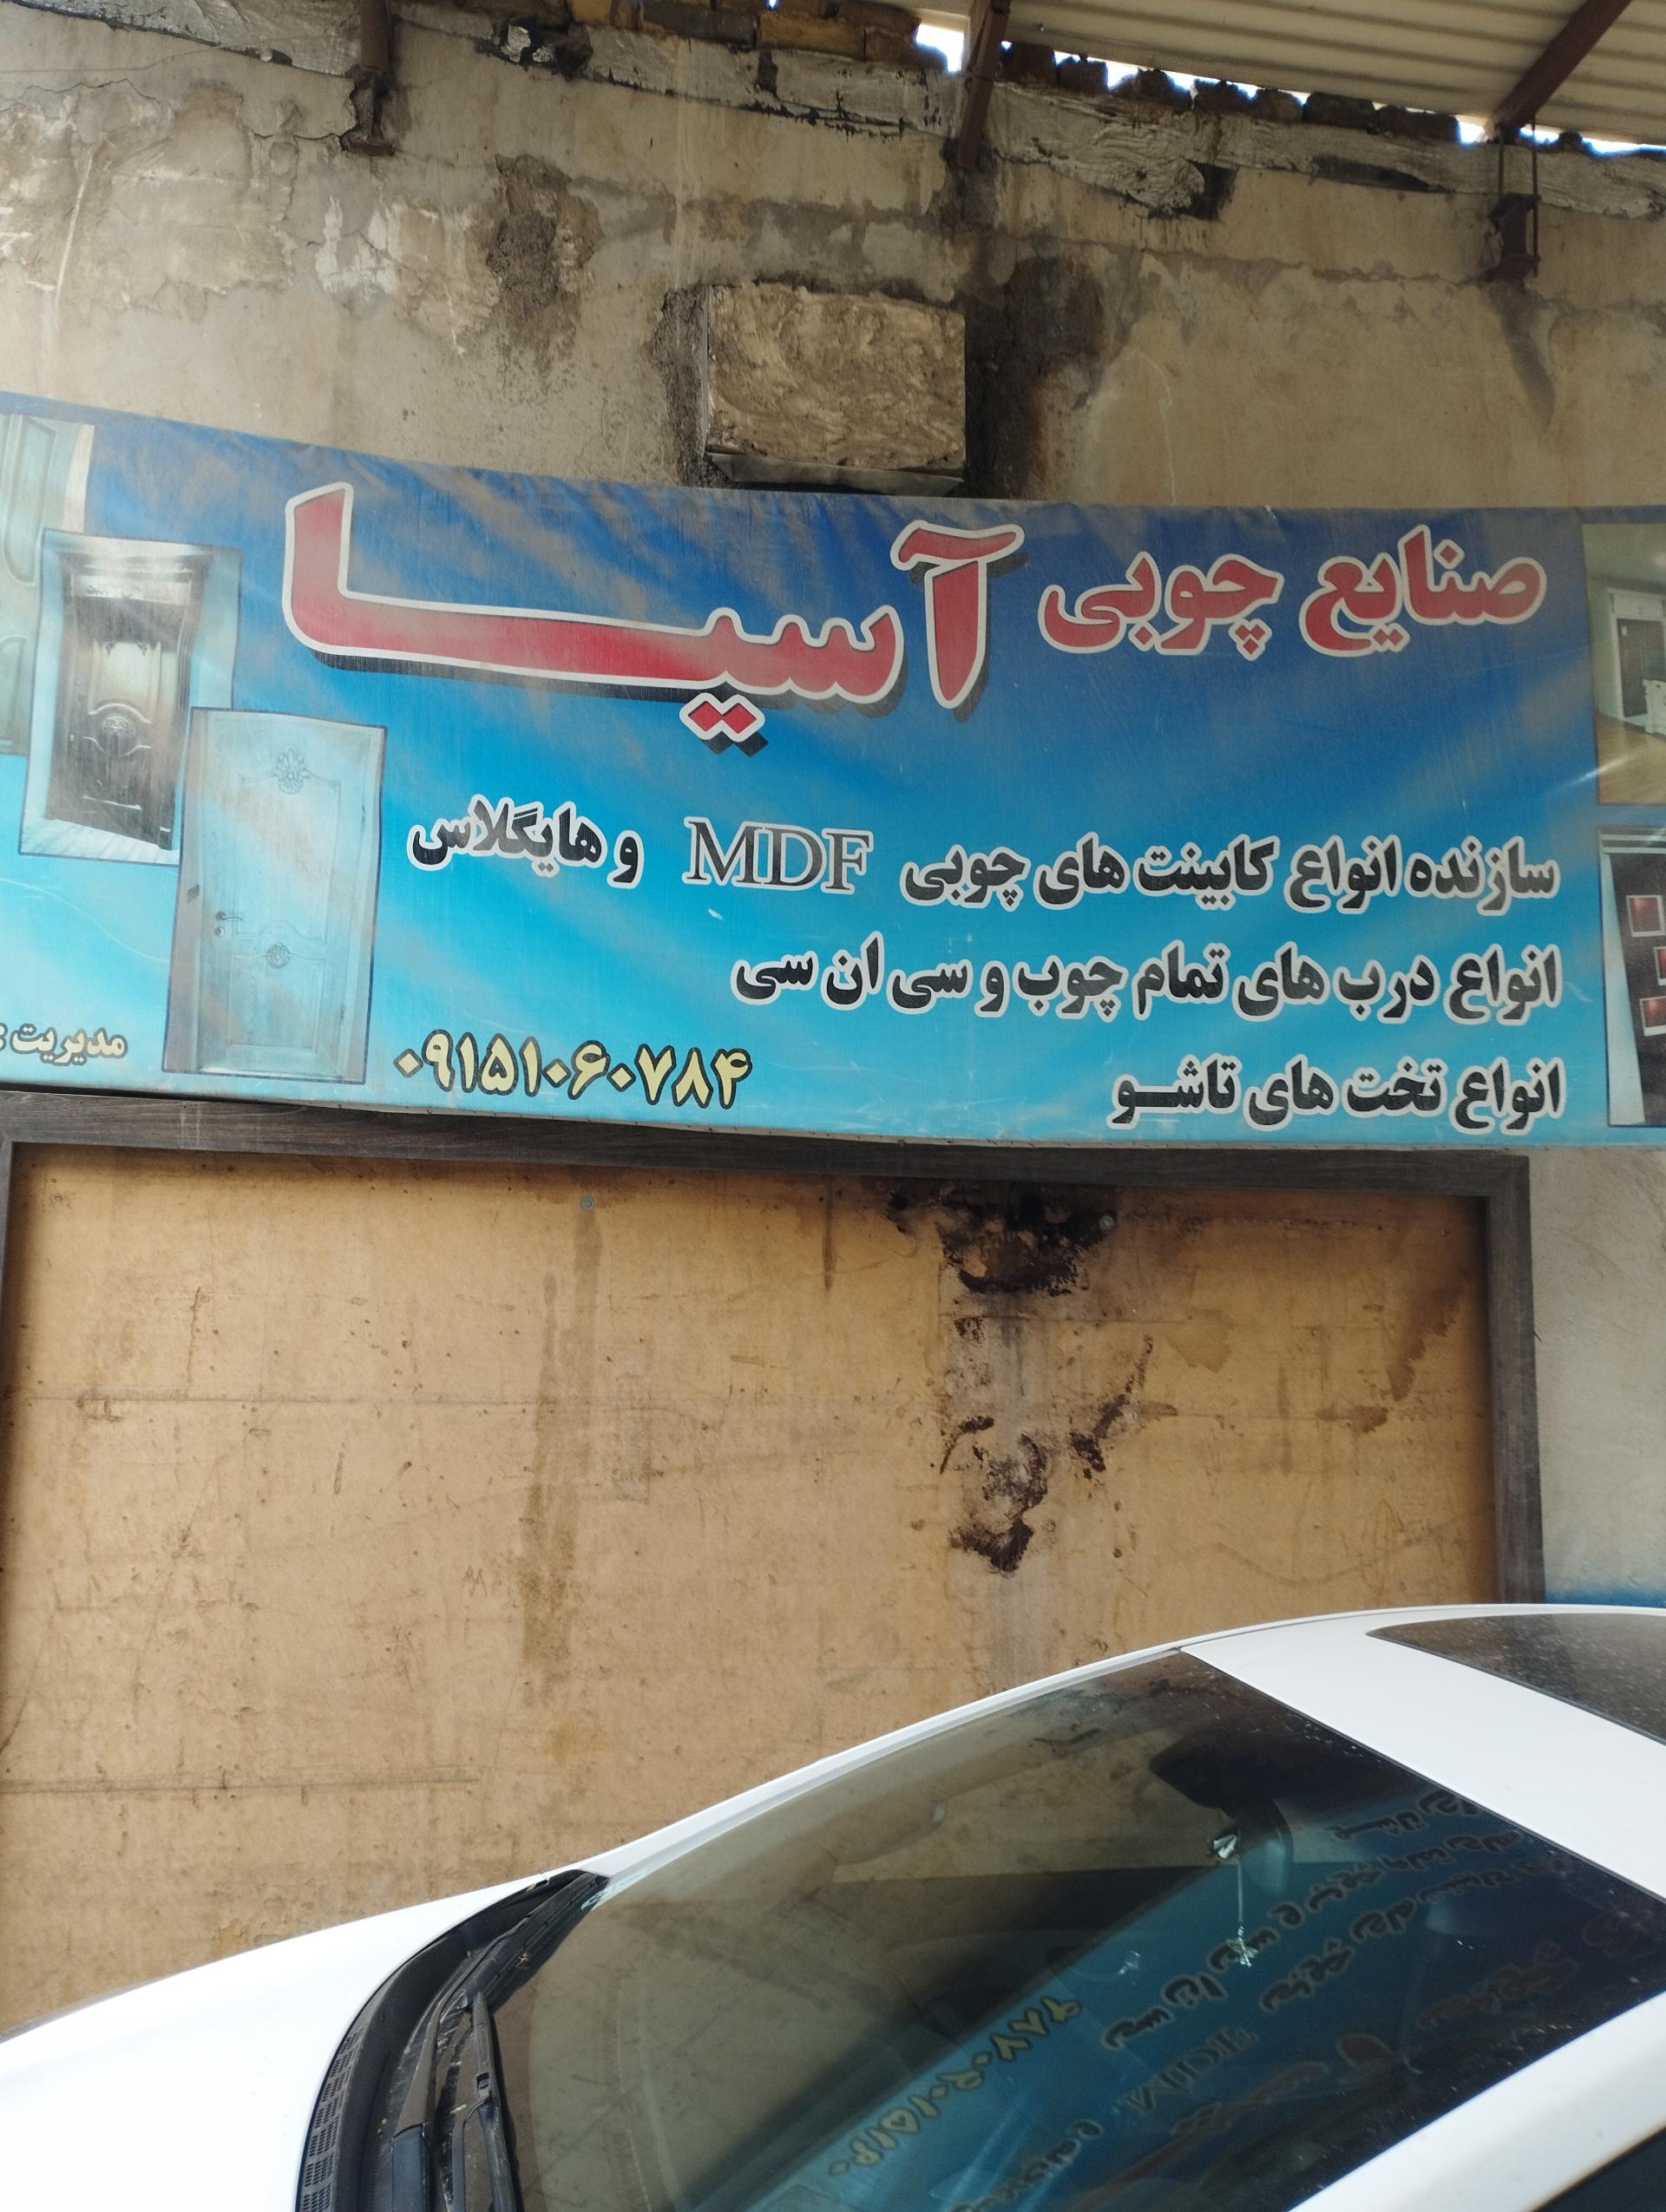 صنایع چوبی آسیا
سازنده انواع کابینت های چوبی MDF و هایگلاس
انواع درب های تمام چوب و سی ان سی
انواع تخت های تاشو
۰۹۱۵۱۰۶۰۷۸۴
مدیریت